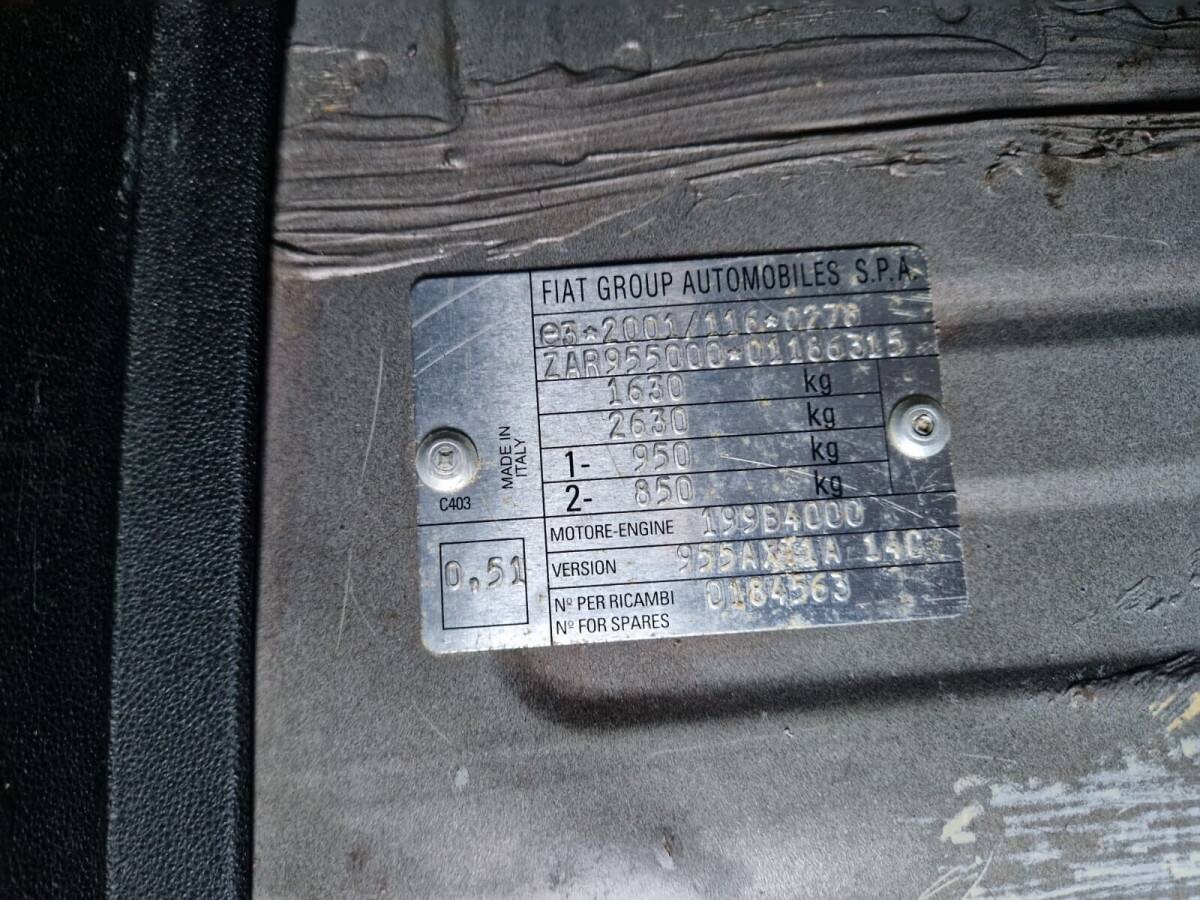 FIAT GROUP AUTOMOBILES S.P.A.
e3*2001/116*0278
ZAR955000*01186315
1630 kg
2630 kg
1- 950 kg
2- 850 kg
MADE IN
ITALY
C403
MOTORE-ENGINE 199B4000
0,51
VERSION
Nº PER RICAMBI 0184563
Nº FOR SPARES